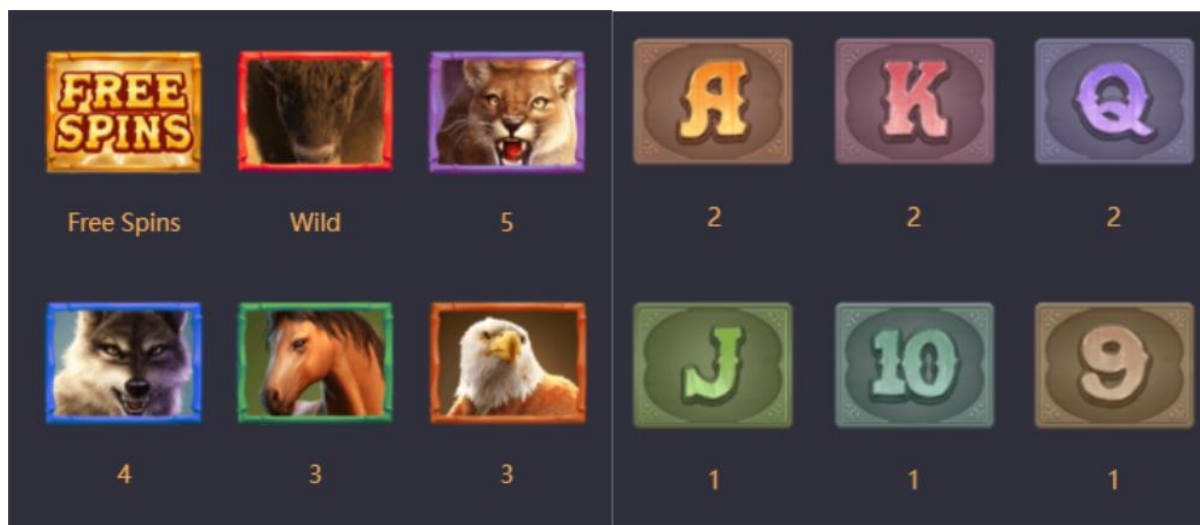 FREE
SPINS
A K Q
Free Spins Wild 5 2 2 2
J 10 9
4 3 3 1 1 1